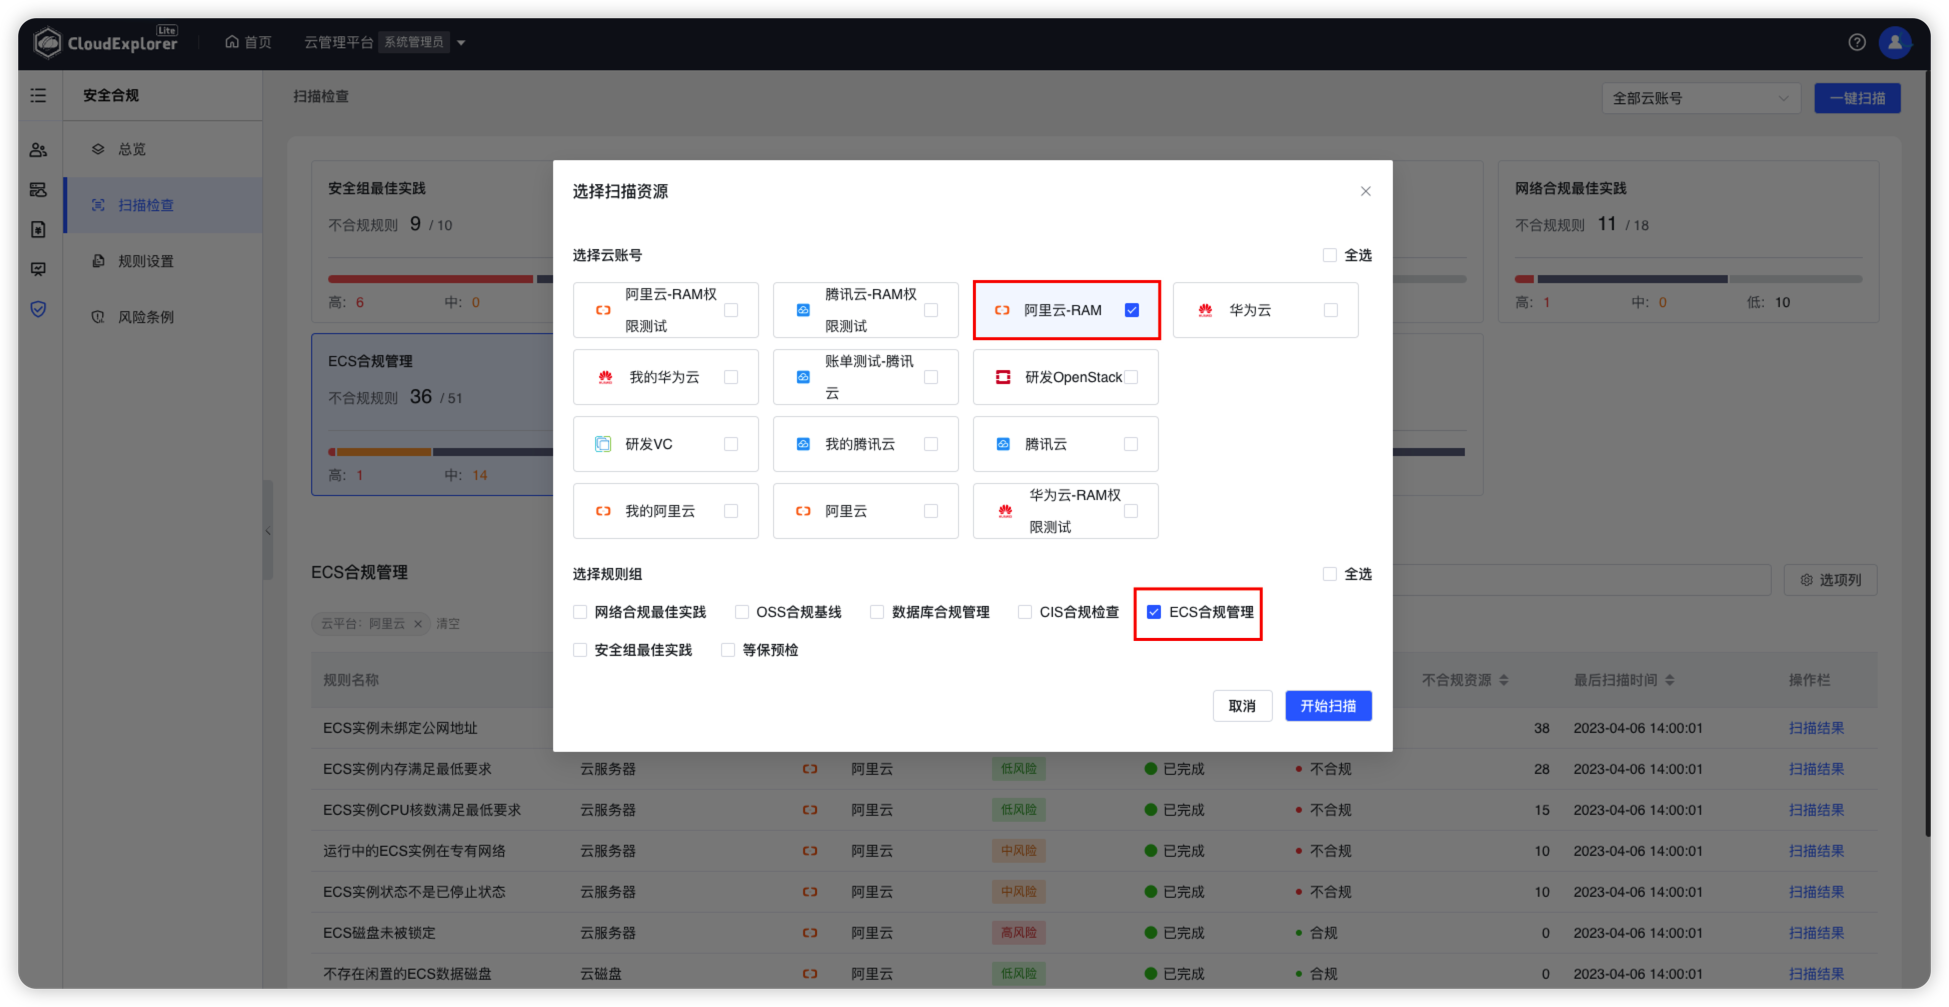 CloudExplorer Lite
首页
云管理平台 系统管理员
安全合规
总览
扫描检查
规则设置
风险条例
扫描检查
全部云账号
一键扫描
安全组最佳实践
不合规规则 9 / 10
高: 6 中: 0
网络合规最佳实践
不合规规则 11 / 18
高: 1 中: 0 低: 10
ECS合规管理
不合规规则 36 / 51
高: 1 中: 14
选择扫描资源
选择云账号
全选
阿里云-RAM权
限测试
腾讯云-RAM权
限测试
阿里云-RAM
华为云
我的华为云
账单测试-腾讯
云
研发OpenStack
研发VC
我的腾讯云
腾讯云
我的阿里云
阿里云
华为云-RAM权
限测试
选择规则组
全选
网络合规最佳实践 OSS合规基线 数据库合规管理 CIS合规检查 ECS合规管理
安全组最佳实践 等保预检
取消
开始扫描
ECS合规管理
选项列
云平台: 阿里云 × 清空
规则名称 不合规资源 最后扫描时间 操作栏
ECS实例未绑定公网地址 38 2023-04-06 14:00:01 扫描结果
ECS实例内存满足最低要求 云服务器 阿里云 低风险 已完成 不合规 28 2023-04-06 14:00:01 扫描结果
ECS实例CPU核数满足最低要求 云服务器 阿里云 低风险 已完成 不合规 15 2023-04-06 14:00:01 扫描结果
运行中的ECS实例在专有网络 云服务器 阿里云 中风险 已完成 不合规 10 2023-04-06 14:00:01 扫描结果
ECS实例状态不是已停止状态 云服务器 阿里云 中风险 已完成 不合规 10 2023-04-06 14:00:01 扫描结果
ECS磁盘未被锁定 云服务器 阿里云 高风险 已完成 合规 0 2023-04-06 14:00:01 扫描结果
不存在闲置的ECS数据磁盘 云磁盘 阿里云 低风险 已完成 合规 0 2023-04-06 14:00:01 扫描结果